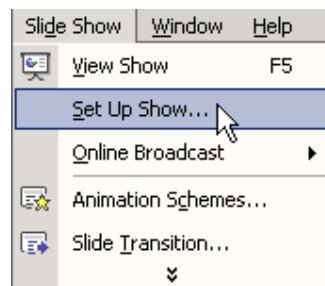 Slide Show Window Help
View Show F5
Set Up Show...
Online Broadcast
Animation Schemes...
Slide Transition...